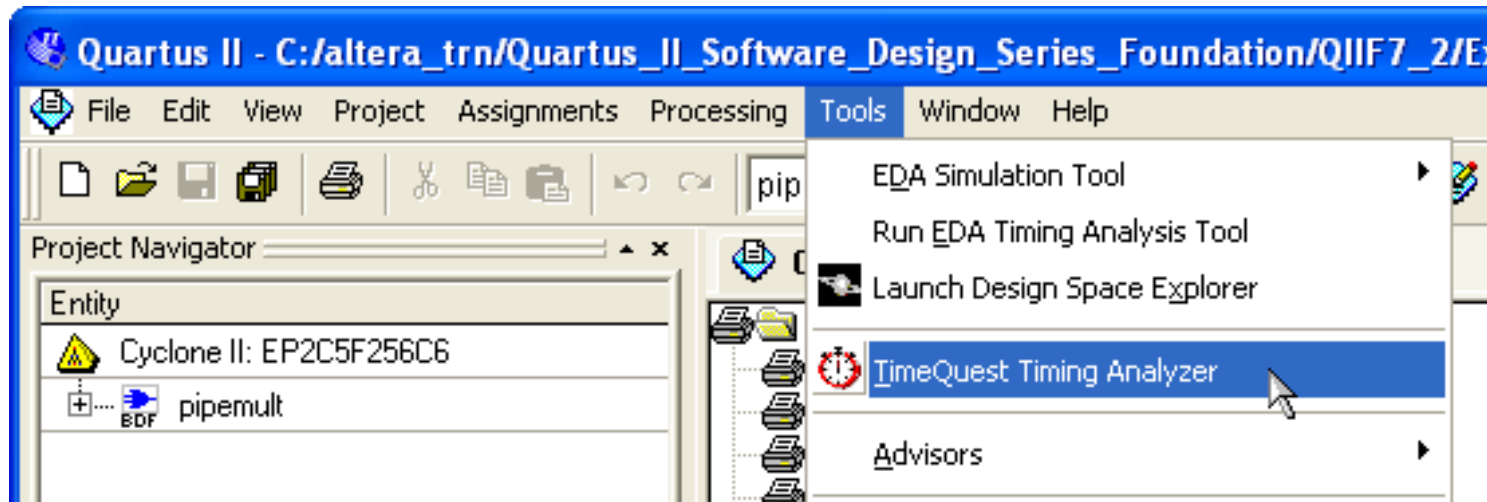 Quartus II - C:/altera_trn/Quartus_II_Software_Design_Series_Foundation/QIIF7_2/Ex
File Edit View Project Assignments Processing Tools Window Help
pip
EDA Simulation Tool
Run EDA Timing Analysis Tool
Launch Design Space Explorer
TimeQuest Timing Analyzer
Advisors
Project Navigator
Entity
Cyclone II: EP2C5F256C6
BDF pipemult